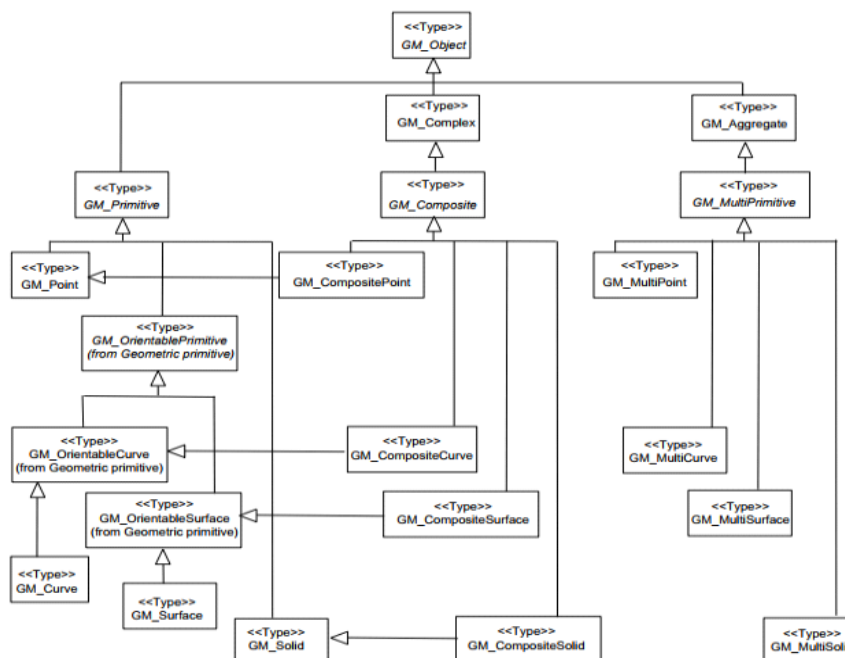 <<Type>>
GM_Object
<<Type>>
GM_Complex
<<Type>>
GM_Aggregate
<<Type>>
GM_Primitive
<<Type>>
GM_Composite
<<Type>>
GM_MultiPrimitive
<<Type>>
GM_Point
<<Type>>
GM_CompositePoint
<<Type>>
GM_MultiPoint
<<Type>>
GM_OrientablePrimitive
(from Geometric primitive)
<<Type>>
GM_OrientableCurve
(from Geometric primitive)
<<Type>>
GM_CompositeCurve
<<Type>>
GM_MultiCurve
<<Type>>
GM_OrientableSurface
(from Geometric primitive)
<<Type>>
GM_CompositeSurface
<<Type>>
GM_MultiSurface
<<Type>>
GM_Curve
<<Type>>
GM_Surface
<<Type>>
GM_Solid
<<Type>>
GM_CompositeSolid
<<Type>>
GM_MultiSolid